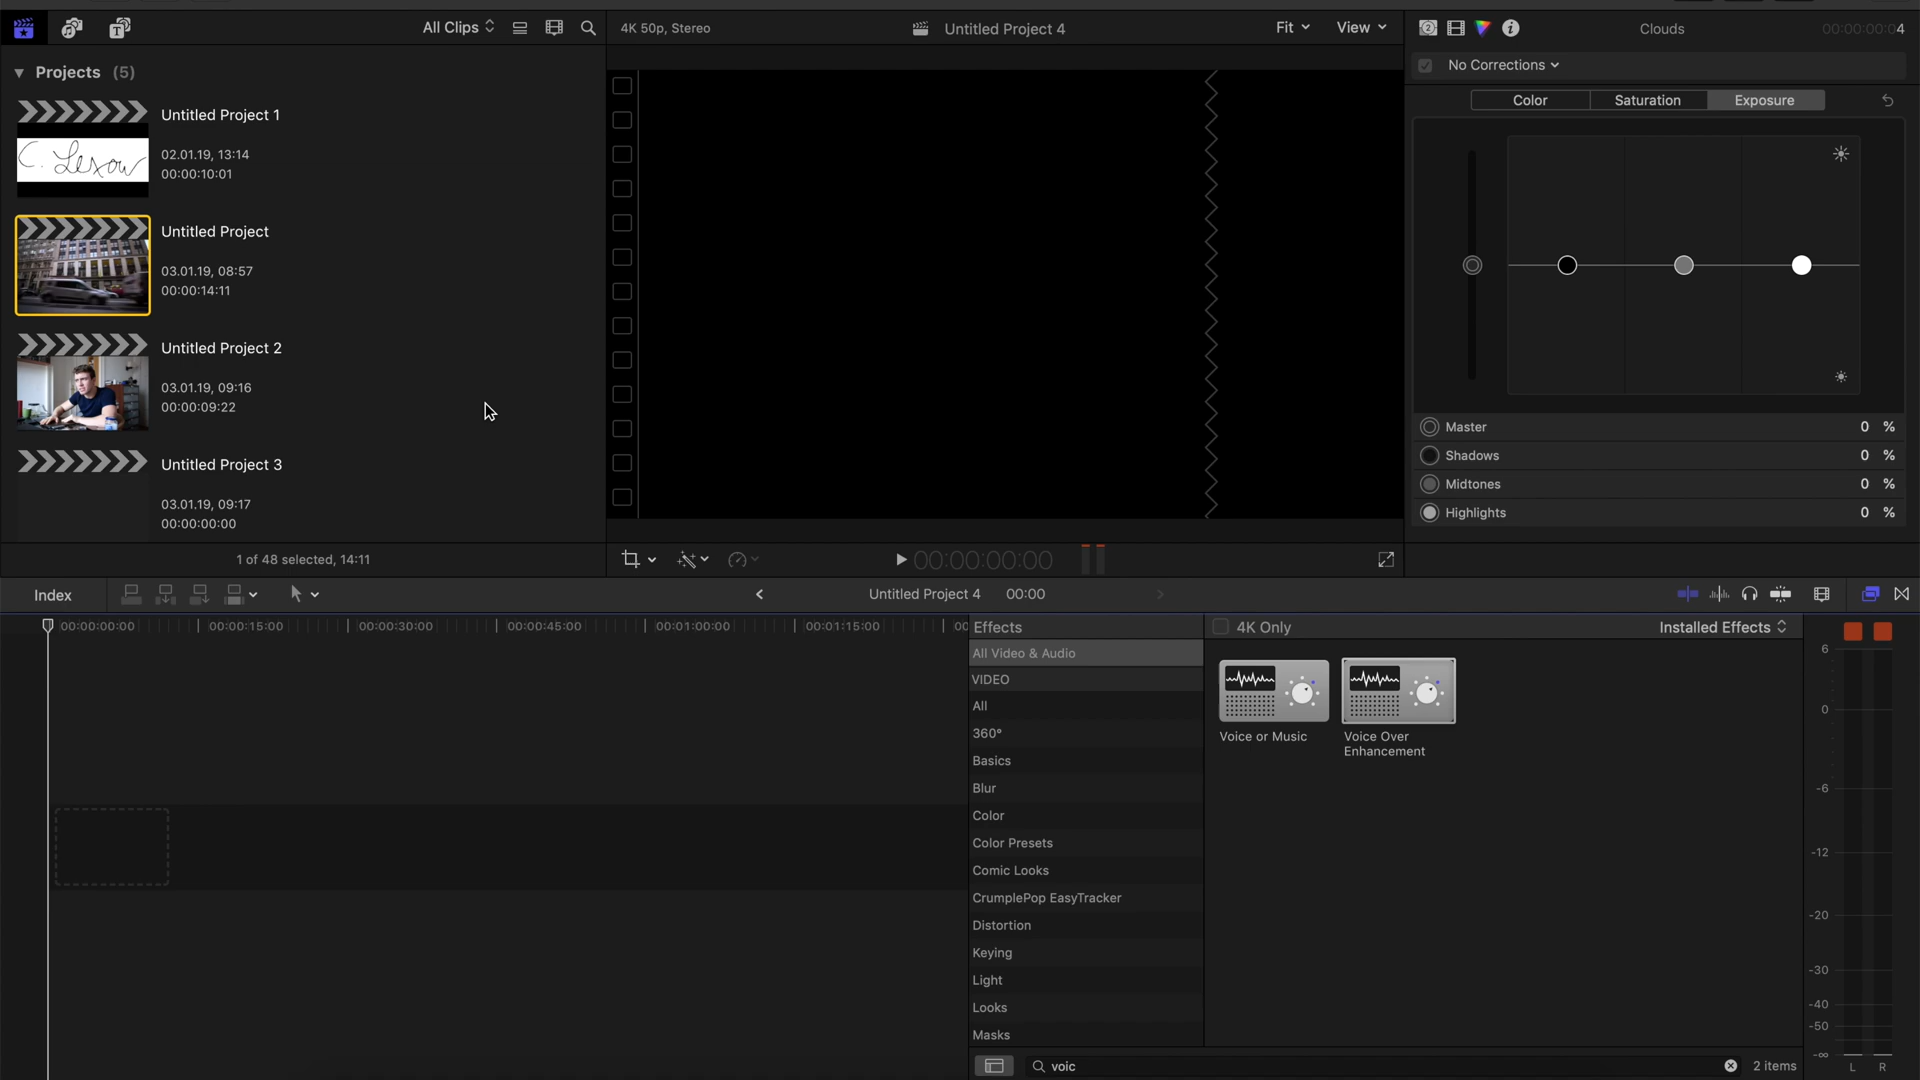 All Clips
4K 50p, Stereo
Untitled Project 4
Fit
View
Clouds
00:00:00:04
Projects (5)
No Corrections
Color
Saturation
Exposure
Untitled Project 1
02.01.19, 13:14
00:00:10:01
C. Lexow
Untitled Project
03.01.19, 08:57
00:00:14:11
Untitled Project 2
03.01.19, 09:16
00:00:09:22
Untitled Project 3
03.01.19, 09:17
00:00:00:00
Master 0 %
Shadows 0 %
Midtones 0 %
Highlights 0 %
1 of 48 selected, 14:11
00:00:00:00
Index
Untitled Project 4 00:00
00:00:00:00
00:00:15:00
00:00:30:00
00:00:45:00
00:01:00:00
00:01:15:00
00
Effects
4K Only
Installed Effects
All Video & Audio
VIDEO
All
360°
Basics
Blur
Color
Color Presets
Comic Looks
CrumplePop EasyTracker
Distortion
Keying
Light
Looks
Masks
Voice or Music
Voice Over
Enhancement
6
0
-6
-12
-20
-30
-40
-50
-∞
L R
voic
2 items